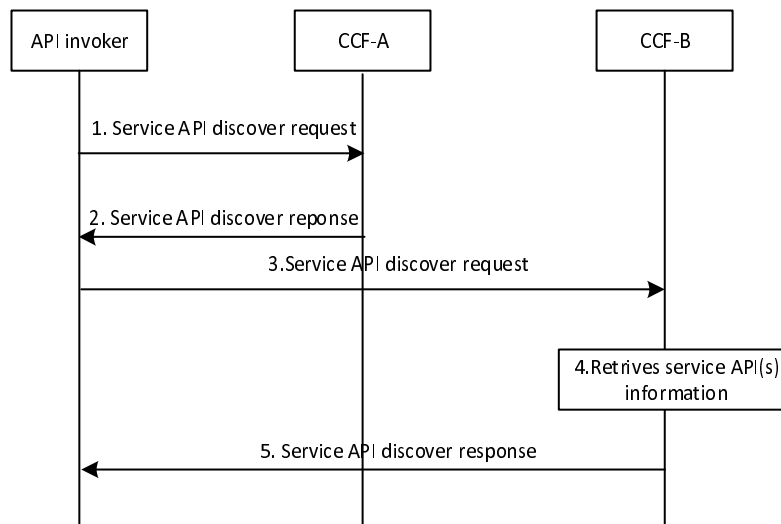 API invoker
CCF-A
CCF-B
1. Service API discover request
2. Service API discover reponse
3.Service API discover request
4.Retrives service API(s)
information
5. Service API discover response